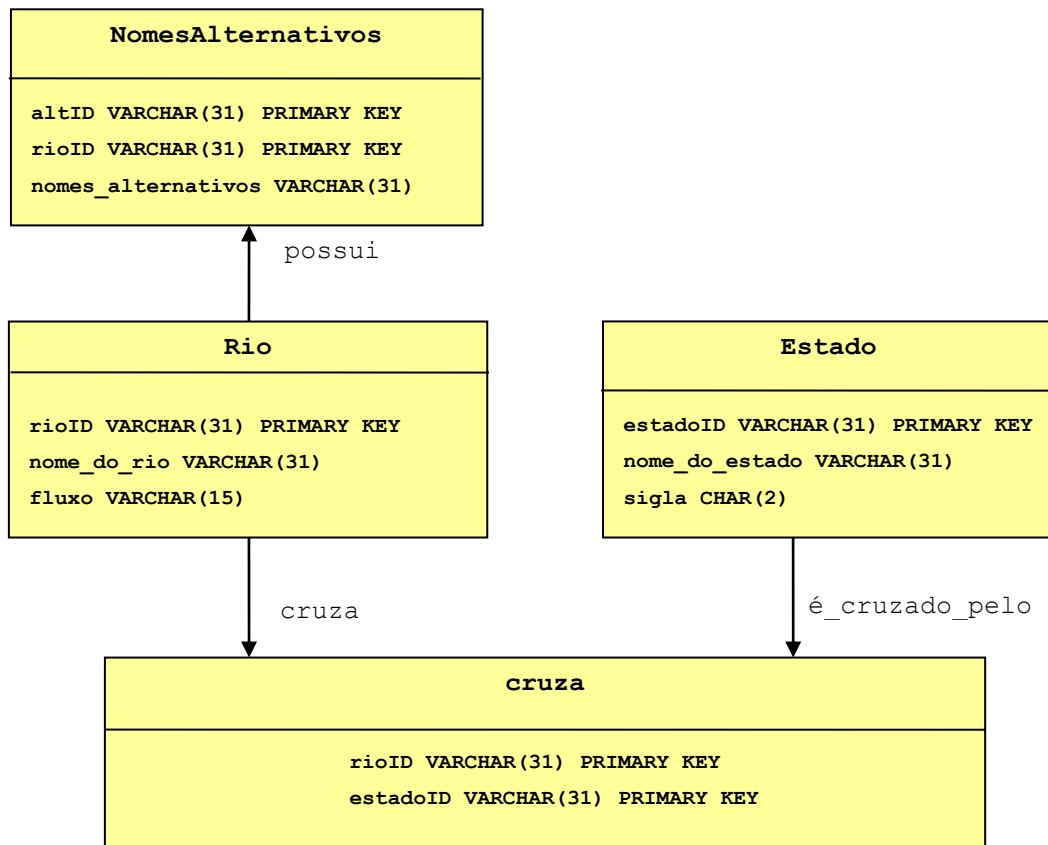 NomesAlternativos
altID VARCHAR(31) PRIMARY KEY
rioID VARCHAR(31) PRIMARY KEY
nomes_alternativos VARCHAR(31)
possui
Rio
rioID VARCHAR(31) PRIMARY KEY
nome_do_rio VARCHAR(31)
fluxo VARCHAR(15)
Estado
estadoID VARCHAR(31) PRIMARY KEY
nome_do_estado VARCHAR(31)
sigla CHAR(2)
cruza
é_cruzado_pelo
cruza
rioID VARCHAR(31) PRIMARY KEY
estadoID VARCHAR(31) PRIMARY KEY